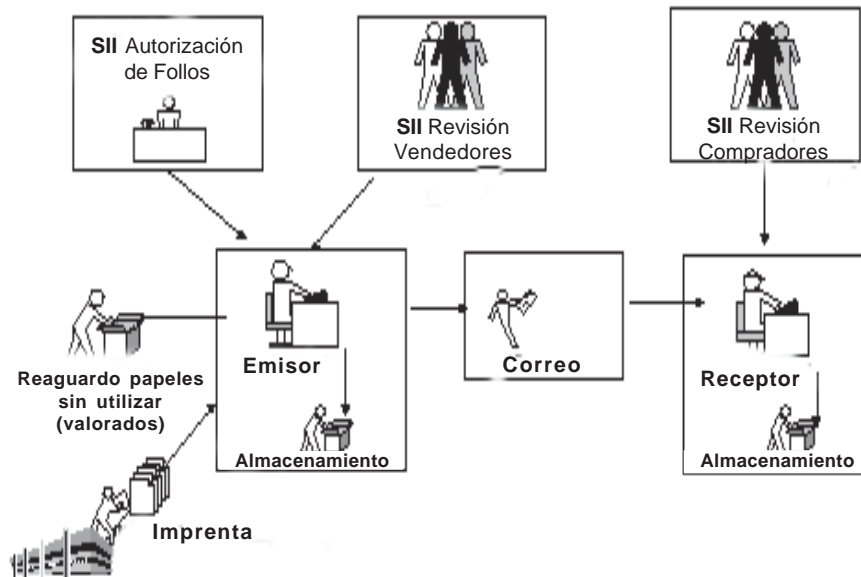 SII Autorización
de Follos
SII Revisión
Vendedores
SII Revisión
Compradores
Emisor
Correo
Receptor
Reaguardo papeles
sin utilizar
(valorados)
Almacenamiento
Almacenamiento
Imprenta